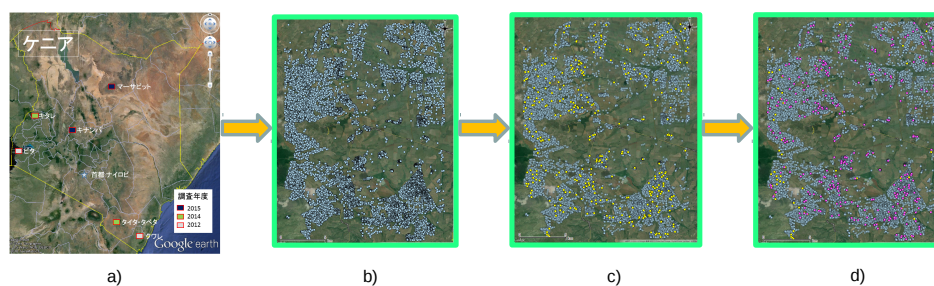 ケニア
マーサビット
キタレ
キナンバ
ビタ
首都 ナイロビ
調査年度
2015
2014
2012
タイタ・タベタ
クワレ
Google earth
a)
b)
c)
d)